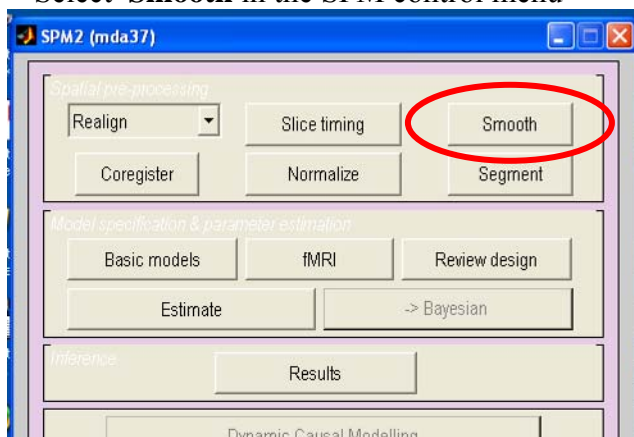 Select Smooth in the SPM control menu
SPM2 (mda37)
Spatial pre-processing
Realign Slice timing Smooth
Coregister Normalize Segment
Model specification & parameter estimation
Basic models fMRI Review design
Estimate -> Bayesian
Inference
Results
Dynamic Causal Modelling